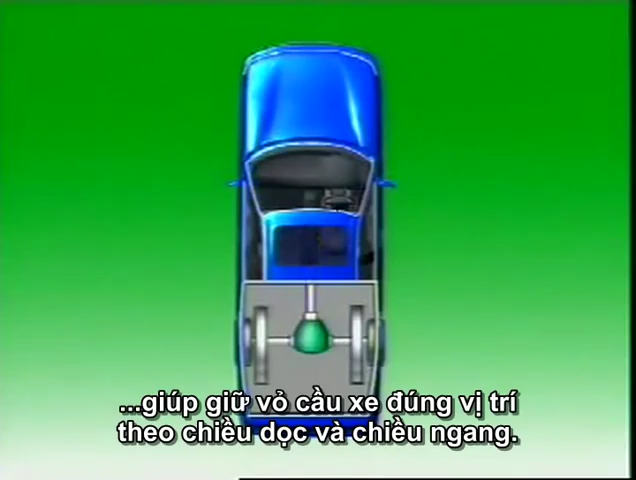 ...giúp giữ vỏ cầu xe đúng vị trí
theo chiều dọc và chiều ngang.